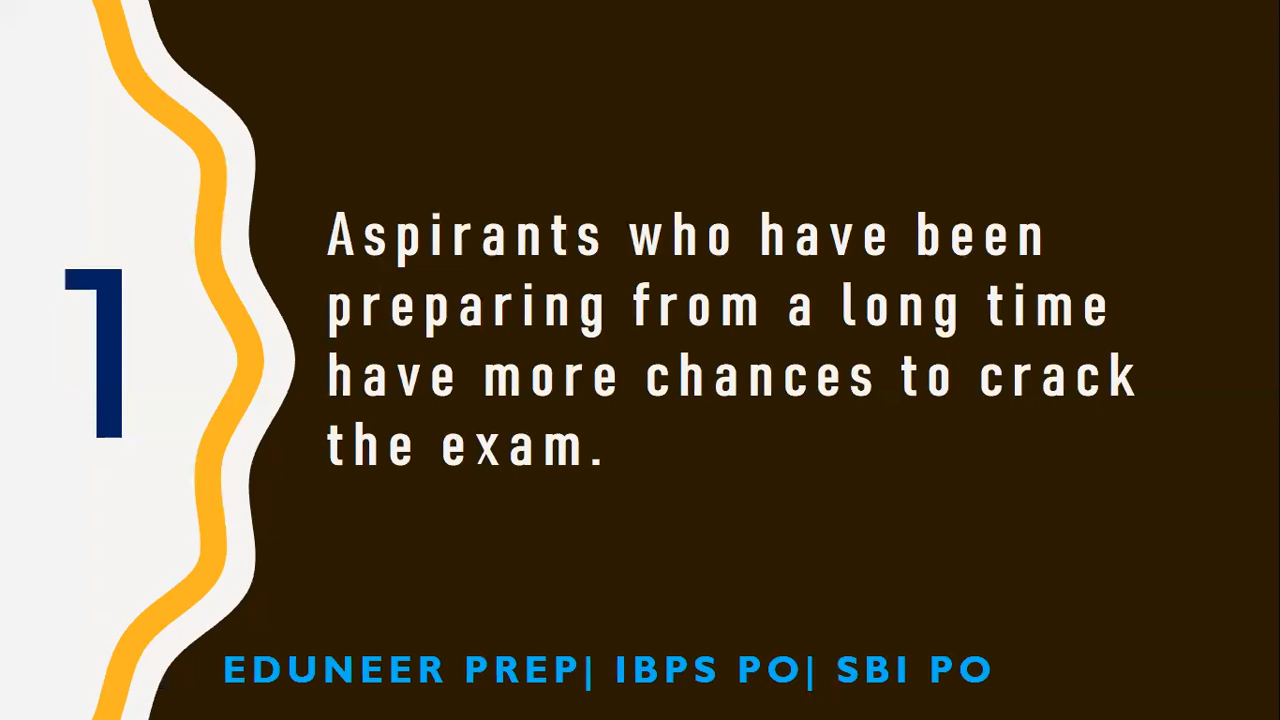 1
Aspirants who have been
preparing from a long time
have more chances to crack
the exam.
EDUNEER PREP| IBPS PO| SBI PO